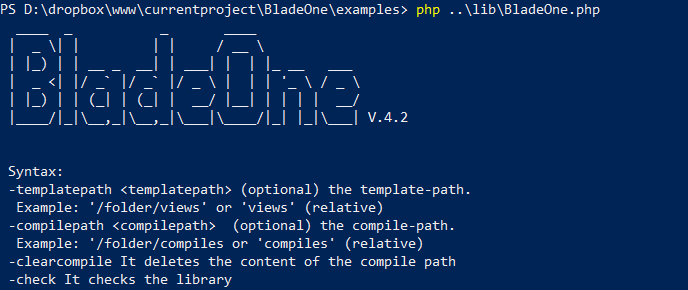 PS D:\dropbox\www\currentproject\BladeOne\examples> php ..\lib\BladeOne.php
BladeOne
V.4.2
Syntax:
-templatepath <templatepath> (optional) the template-path.
Example: '/folder/views' or 'views' (relative)
-compilepath <compilepath>  (optional) the compile-path.
Example: '/folder/compiles or 'compiles' (relative)
-clearcompile It deletes the content of the compile path
-check It checks the library